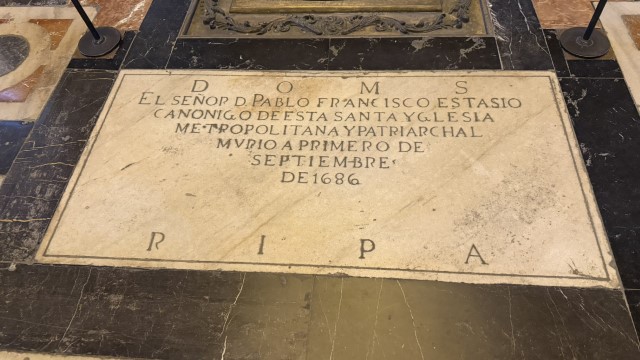 D O M S
EL SEÑOR D. PABLO FRANCISCO ESTASIO
CANONIGO DE ESTA SANTA YGLESIA
METROPOLITANA Y PATRIARCHAL
MVRIO A PRIMERO DE
SEPTIEMBRE
DE 1686
R I P A